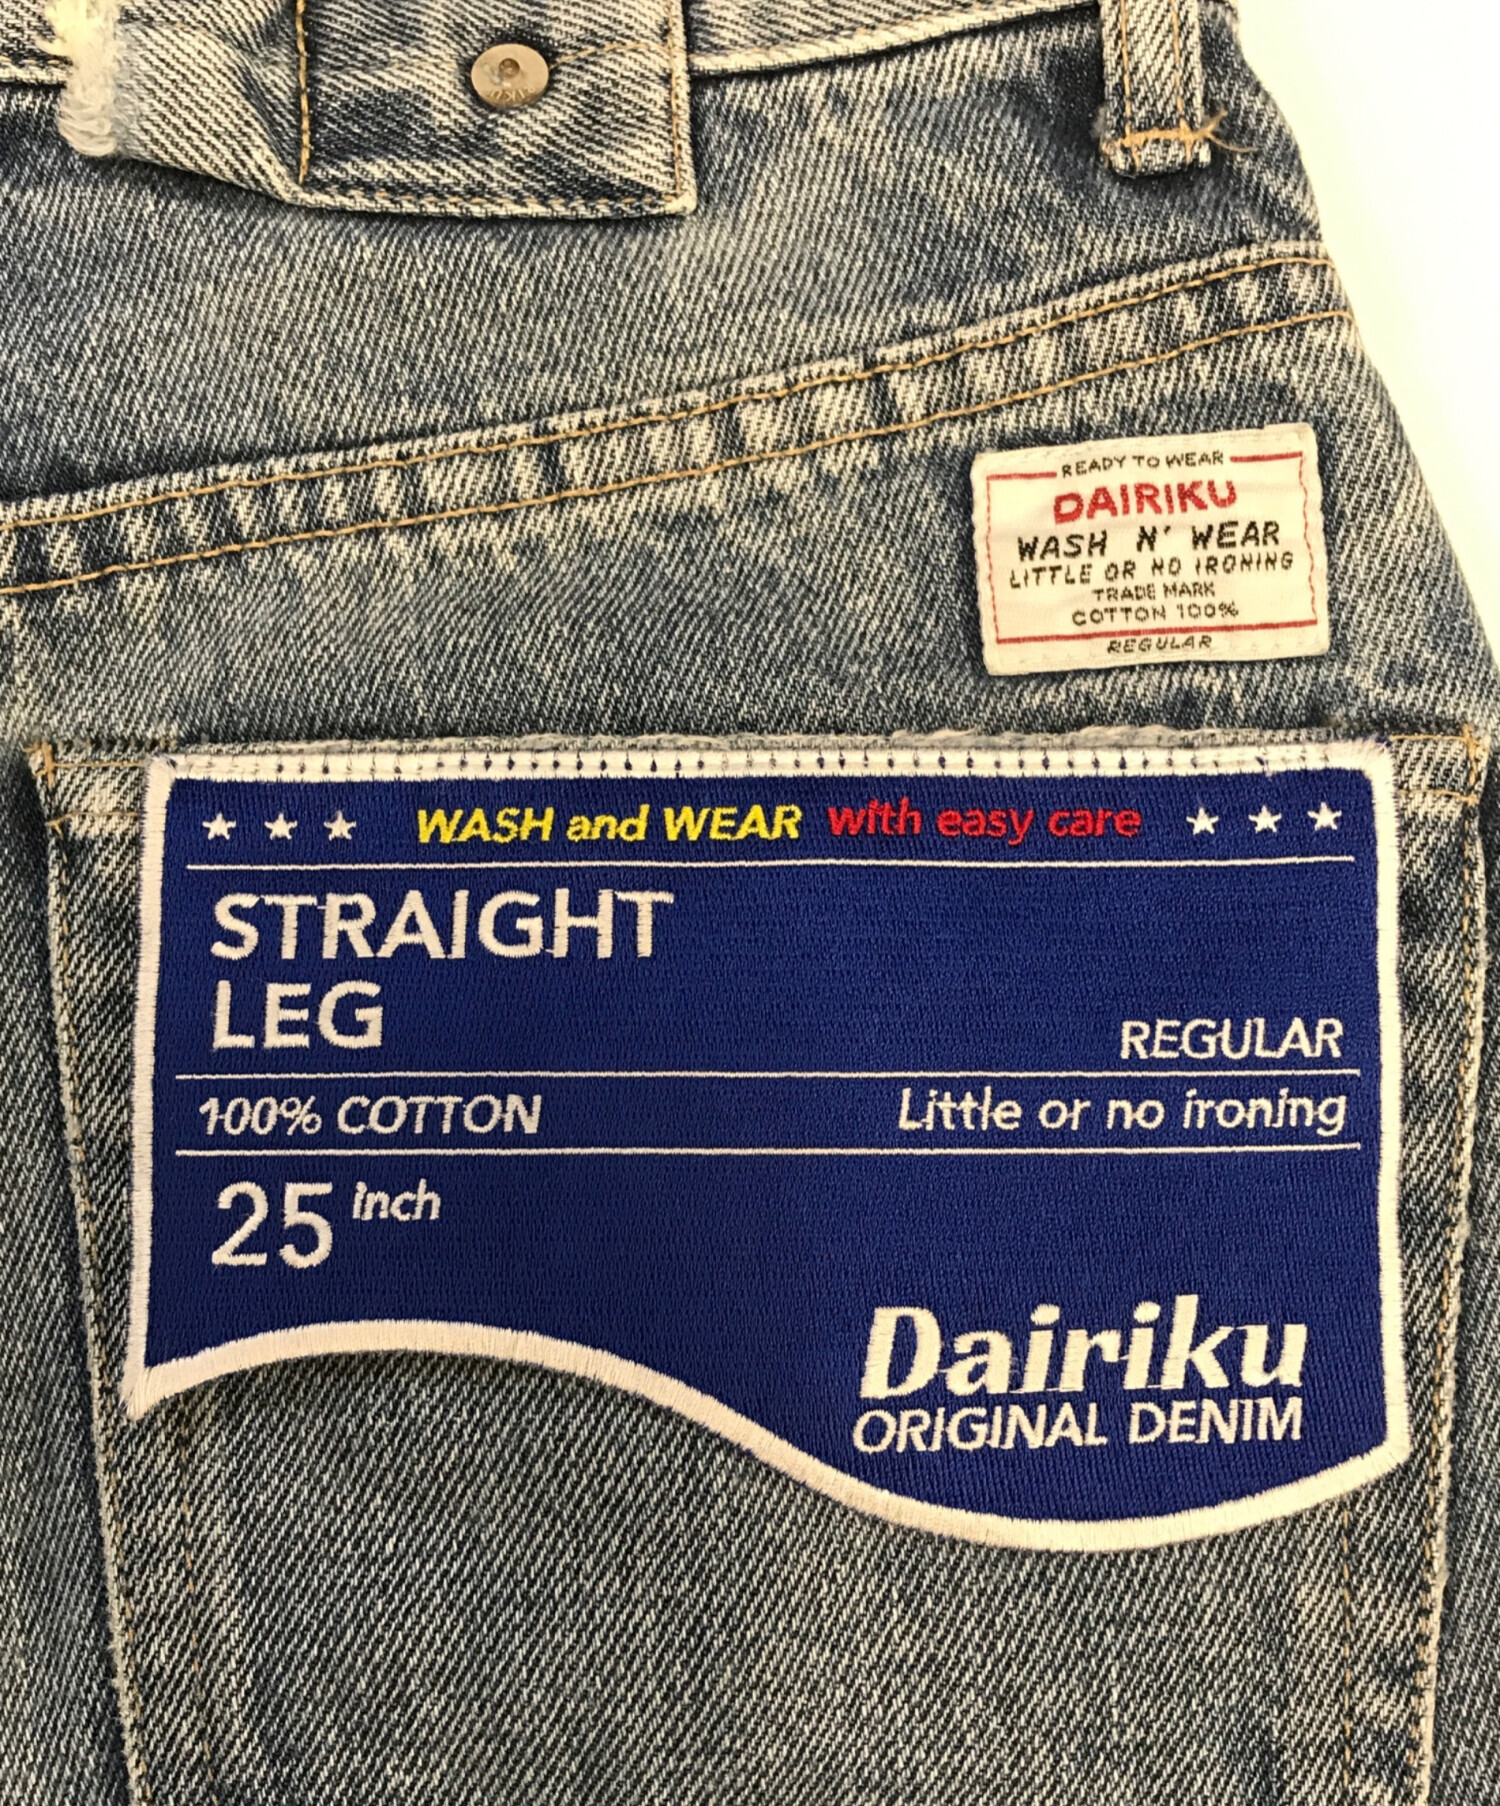 READY TO WEAR
DAIRIKU
WASH N' WEAR
LITTLE OR NO IRONING
TRADE MARK
COTTON 100%
REGULAR
WASH and WEAR with easy care
STRAIGHT
LEG
REGULAR
100% COTTON Little or no ironing
25 inch
Dairiku
ORIGINAL DENIM